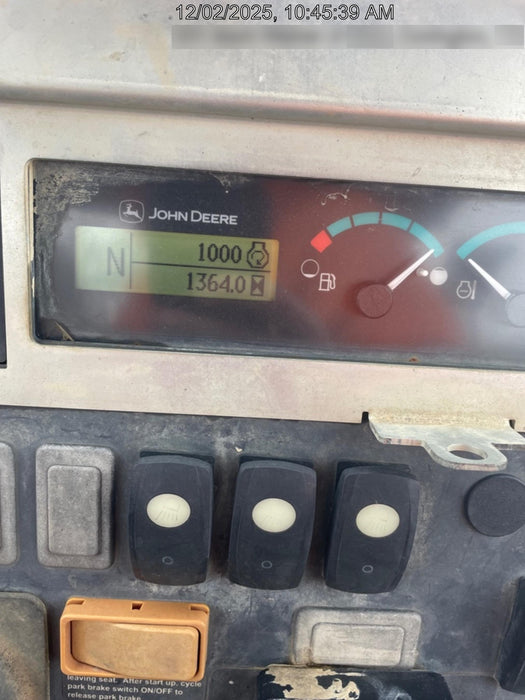 12/02/2025, 10:45:39 AM
JOHN DEERE
N
1000
1364.0
leaving seat. After start up, cycle
park brake switch ON/OFF to
release park brake.